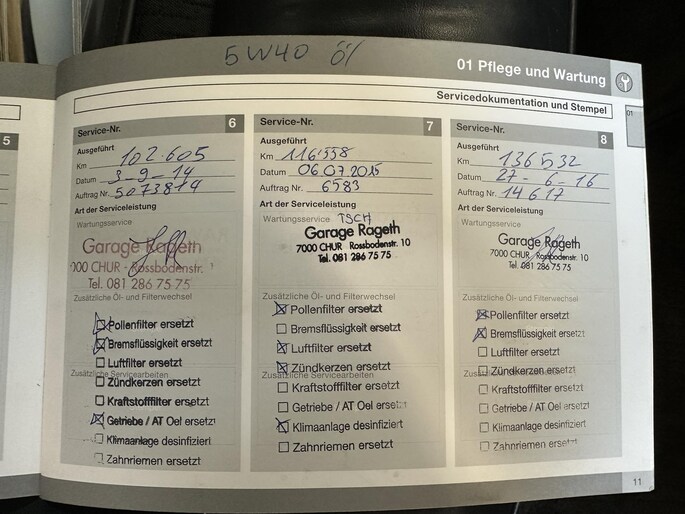 5W40 Öl
01 Pflege und Wartung
Servicedokumentation und Stempel
01
5
Service-Nr. 6
Ausgeführt
Km 102.605
Datum 3-9-14
Auftrag Nr. 5073814
Art der Serviceleistung
Wartungsservice
Garage Rageth
7000 CHUR - Rossbodenstr.
Tel. 081 286 75 75
Zusätzliche Öl- und Filterwechsel
Pollenfilter ersetzt
Bremsflüssigkeit ersetzt
Luftfilter ersetzt
Zusätzliche Servicearbeiten
Zündkerzen ersetzt
Kraftstofffilter ersetzt
Getriebe / AT Oel ersetzt
Klimaanlage desinfiziert
Zahnriemen ersetzt
Service-Nr. 7
Ausgeführt
Km 116'558
Datum 06.07.2015
Auftrag Nr. 6583
Art der Serviceleistung
Wartungsservice TSCH
Garage Rageth
7000 CHUR Rossbodenstr. 10
Tel. 081 286 75 75
Zusätzliche Öl- und Filterwechsel
Pollenfilter ersetzt
Bremsflüssigkeit ersetzt
Luftfilter ersetzt
Zündkerzen ersetzt
Zusätzliche Servicearbeiten
Kraftstofffilter ersetzt
Getriebe / AT Oel ersetzt
Klimaanlage desinfiziert
Zahnriemen ersetzt
Service-Nr. 8
Ausgeführt
Km 136532
Datum 27-6-16
Auftrag Nr. 14617
Art der Serviceleistung
Wartungsservice
Garage Rageth
7000 CHUR Rossbodenstr. 10
Tel. 081 286 75 75
Zusätzliche Öl- und Filterwechsel
Pollenfilter ersetzt
Bremsflüssigkeit ersetzt
Luftfilter ersetzt
Zündkerzen ersetzt
Kraftstofffilter ersetzt
Getriebe / AT Oel ersetzt
Klimaanlage desinfiziert
Zahnriemen ersetzt
11